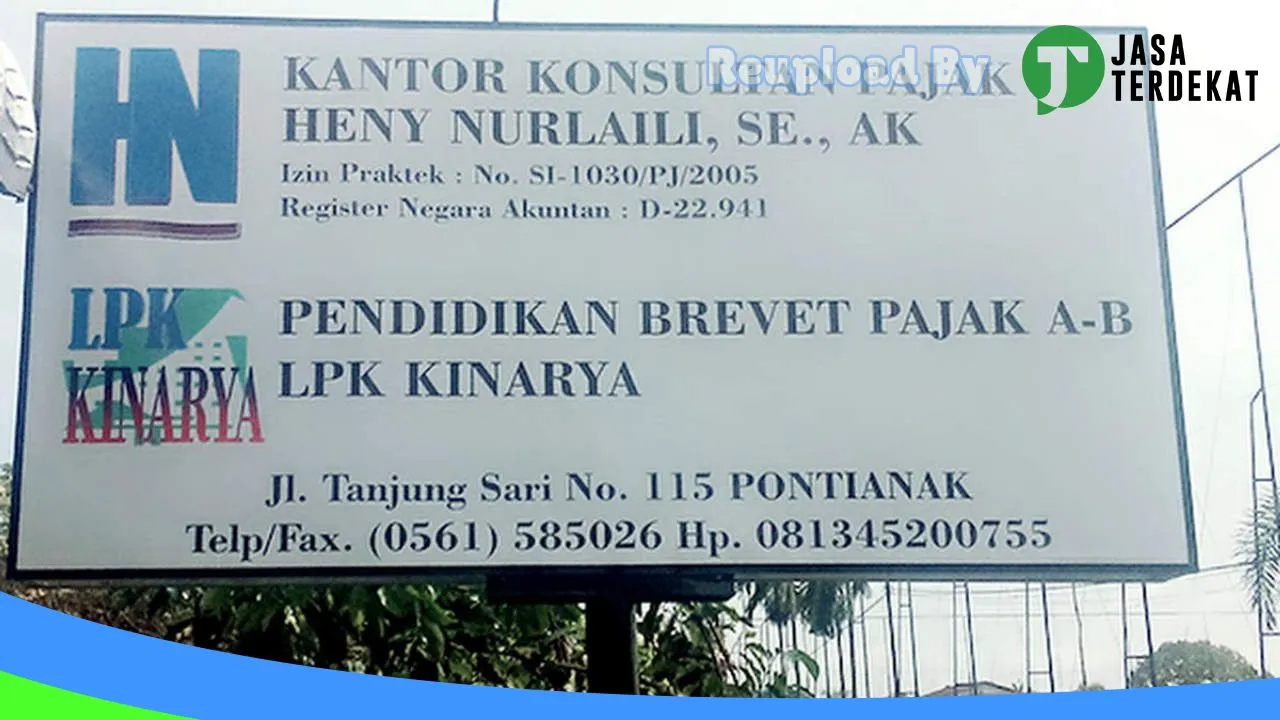 Reupload By
JASA
TERDEKAT
HN
KANTOR KONSULTAN PAJAK
HENY NURLAILI, SE., AK
Izin Praktek : No. SI-1030/PJ/2005
Register Negara Akuntan : D-22.941
LPK
KINARYA
PENDIDIKAN BREVET PAJAK A-B
LPK KINARYA
Jl. Tanjung Sari No. 115 PONTIANAK
Telp/Fax. (0561) 585026 Hp. 081345200755